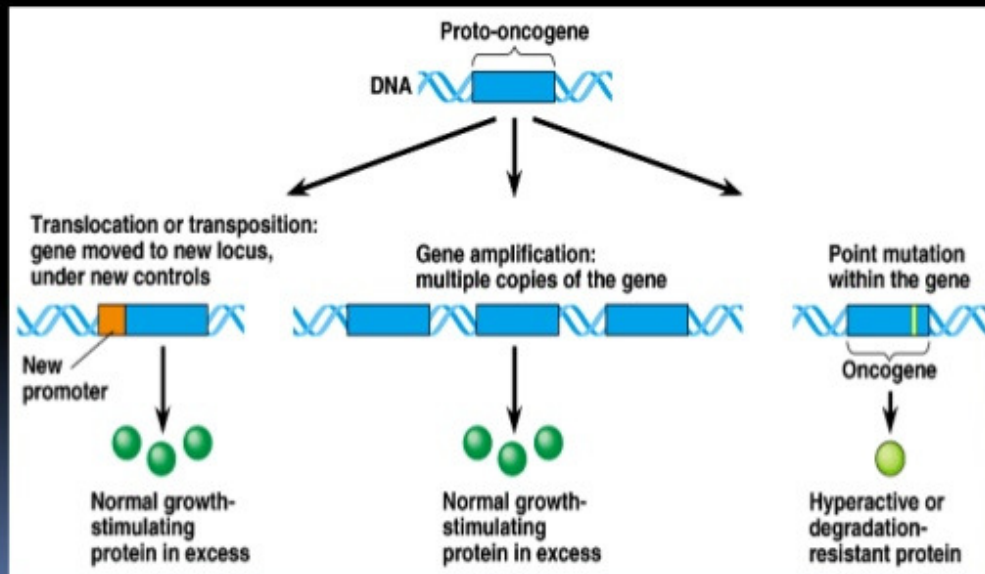 Proto-oncogene
DNA
Translocation or transposition:
gene moved to new locus,
under new controls
New
promoter
Normal growth-
stimulating
protein in excess
Gene amplification:
multiple copies of the gene
Normal growth-
stimulating
protein in excess
Point mutation
within the gene
Oncogene
Hyperactive or
degradation-
resistant protein